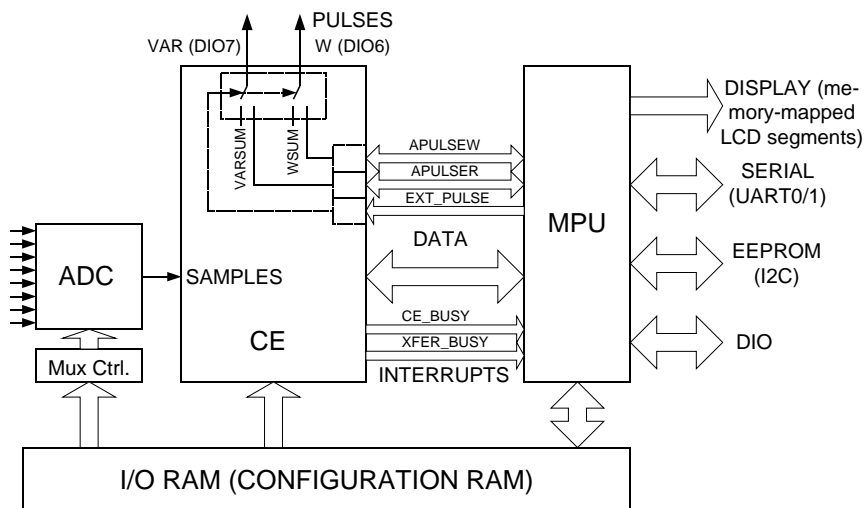 PULSES
VAR (DIO7)
W (DIO6)
DISPLAY (me-
mory-mapped
LCD segments)
VARSUM
WSUM
APULSEW
APULSER
EXT_PULSE
SERIAL
(UART0/1)
MPU
DATA
ADC
SAMPLES
EEPROM
(I2C)
CE_BUSY
CE
XFER_BUSY
DIO
Mux Ctrl.
INTERRUPTS
I/O RAM (CONFIGURATION RAM)